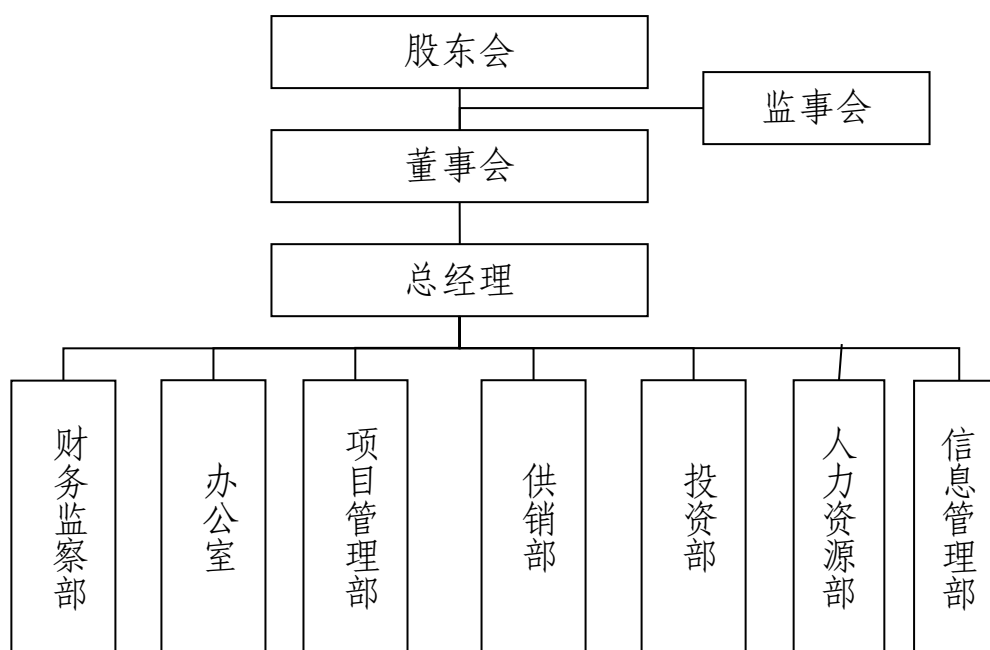 股东会
监事会
董事会
总经理
财务监察部
办公室
项目管理部
供销部
投资部
人力资源部
信息管理部